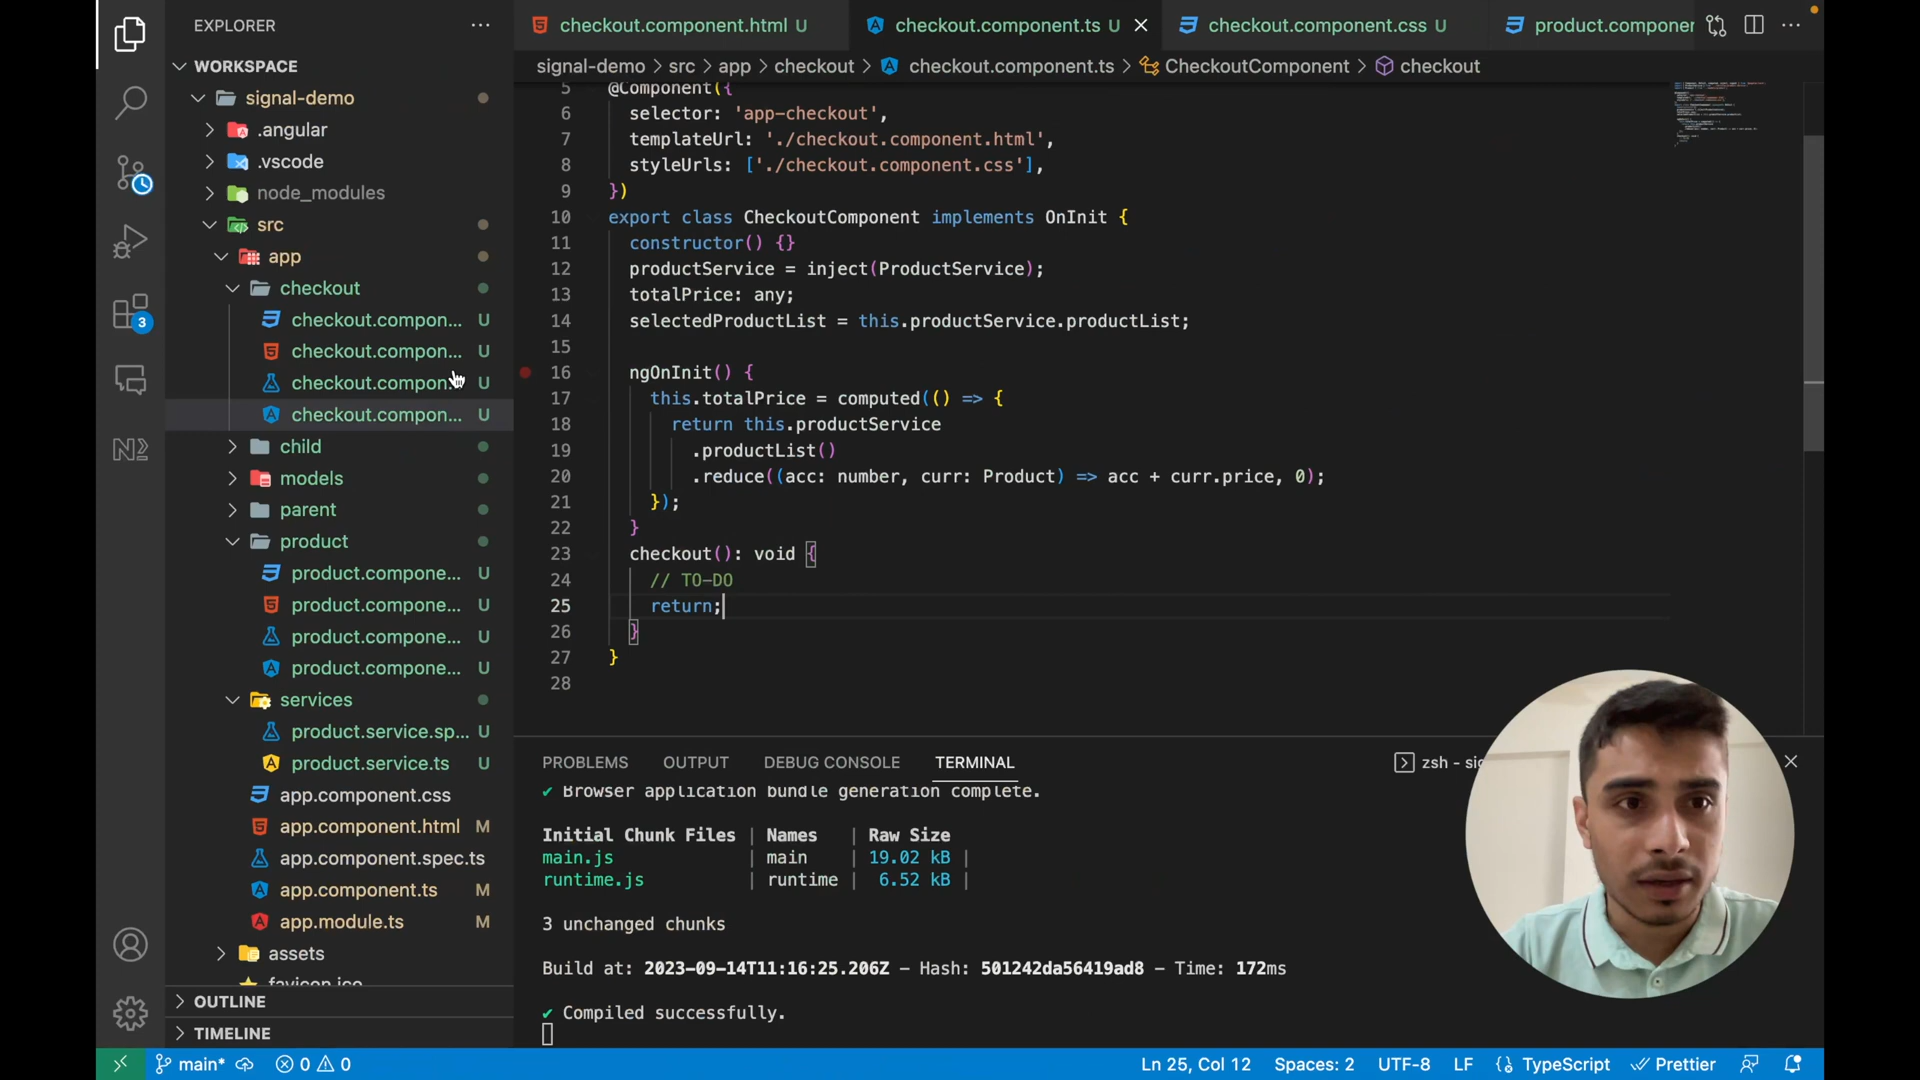 EXPLORER
WORKSPACE
signal-demo
.angular
.vscode
node_modules
src
app
checkout
checkout.compon... U
checkout.compon... U
checkout.compon... U
checkout.compon... U
child
models
parent
product
product.compone... U
product.compone... U
product.compone... U
product.compone... U
services
product.service.sp... U
product.service.ts U
app.component.css
app.component.html M
app.component.spec.ts
app.component.ts M
app.module.ts M
assets
favicon.ico
OUTLINE
TIMELINE
3
checkout.component.html U
checkout.component.ts U
checkout.component.css U
product.componer
signal-demo > src > app > checkout > checkout.component.ts > CheckoutComponent > checkout
5 @Component({
6 selector: 'app-checkout',
7 templateUrl: './checkout.component.html',
8 styleUrls: ['./checkout.component.css'],
9 })
10 export class CheckoutComponent implements OnInit {
11 constructor() {}
12 productService = inject(ProductService);
13 totalPrice: any;
14 selectedProductList = this.productService.productList;
15
16 ngOnInit() {
17 this.totalPrice = computed(() => {
18 return this.productService
19 .productList()
20 .reduce((acc: number, curr: Product) => acc + curr.price, 0);
21 });
22 }
23 checkout(): void {
24 // TO-DO
25 return;
26 }
27 }
28
PROBLEMS OUTPUT DEBUG CONSOLE TERMINAL
zsh - sig
✔ Browser application bundle generation complete.
Initial Chunk Files | Names | Raw Size
main.js | main | 19.02 kB |
runtime.js | runtime | 6.52 kB |
3 unchanged chunks
Build at: 2023-09-14T11:16:25.206Z - Hash: 501242da56419ad8 - Time: 172ms
✔ Compiled successfully.
main* 0 0
Ln 25, Col 12 Spaces: 2 UTF-8 LF {} TypeScript Prettier